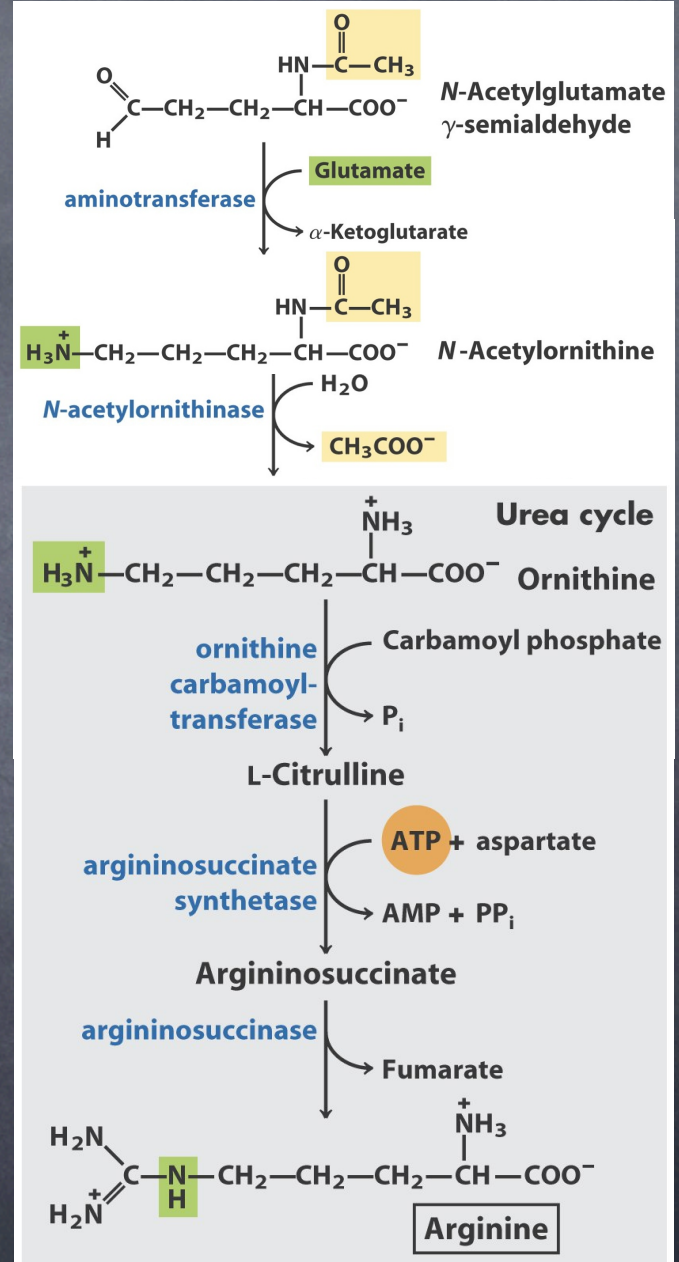 O
HN—C—CH₃
O
C—CH₂—CH₂—CH—COO⁻
H
N-Acetylglutamate
γ-semialdehyde
Glutamate
aminotransferase
α-Ketoglutarate
O
HN—C—CH₃
H₃N⁺—CH₂—CH₂—CH₂—CH—COO⁻
N-Acetylornithine
H₂O
N-acetylornithinase
CH₃COO⁻
Urea cycle
⁺NH₃
H₃N⁺—CH₂—CH₂—CH₂—CH—COO⁻
Ornithine
Carbamoyl phosphate
ornithine
carbamoyl-
transferase
Pᵢ
L-Citrulline
ATP + aspartate
argininosuccinate
synthetase
AMP + PPᵢ
Argininosuccinate
argininosuccinase
Fumarate
⁺NH₃
H₂N
C—N—CH₂—CH₂—CH₂—CH—COO⁻
H
H₂N⁺
Arginine